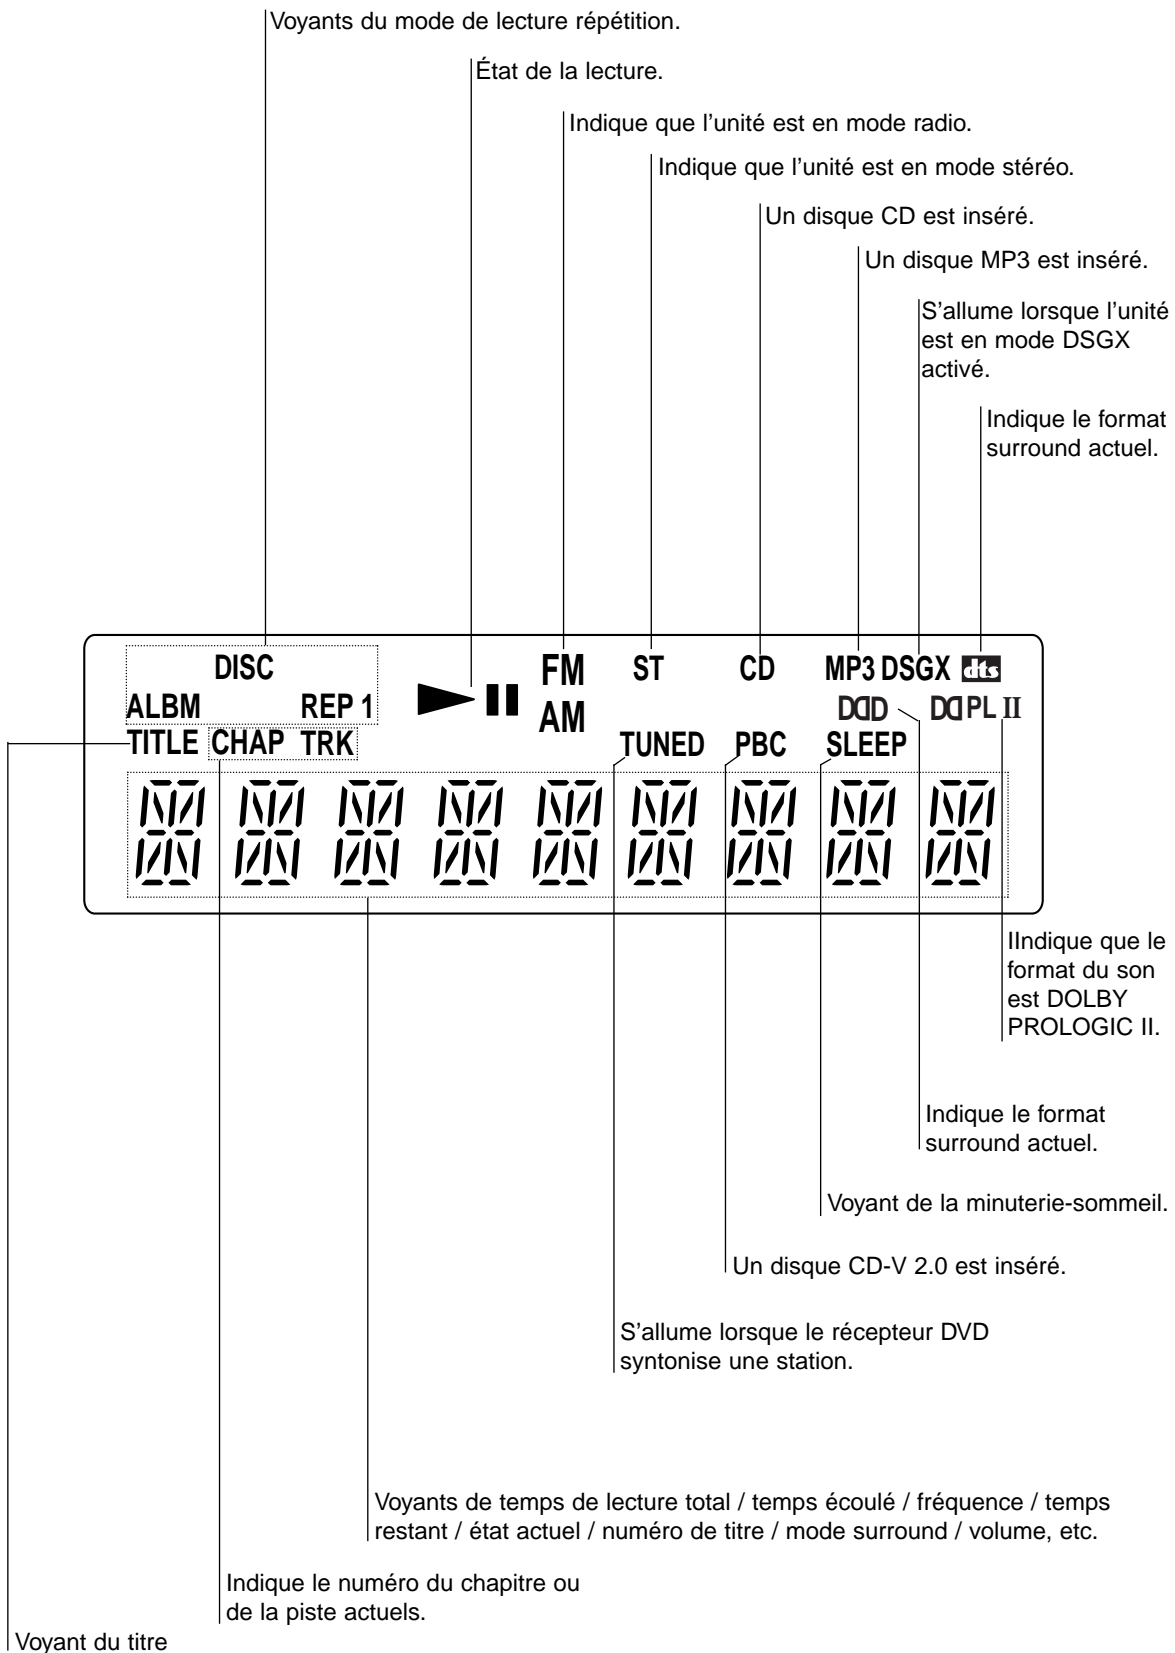 Voyants du mode de lecture répétition.
État de la lecture.
Indique que l'unité est en mode radio.
Indique que l'unité est en mode stéréo.
Un disque CD est inséré.
Un disque MP3 est inséré.
S'allume lorsque l'unité
est en mode DSGX
activé.
Indique le format
surround actuel.
DISC FM ST CD MP3 DSGX dts
ALBM REP 1 AM DD D DD PL II
TITLE CHAP TRK TUNED PBC SLEEP
IIndique que le
format du son
est DOLBY
PROLOGIC II.
Indique le format
surround actuel.
Voyant de la minuterie-sommeil.
Un disque CD-V 2.0 est inséré.
S'allume lorsque le récepteur DVD
syntonise une station.
Voyants de temps de lecture total / temps écoulé / fréquence / temps
restant / état actuel / numéro de titre / mode surround / volume, etc.
Indique le numéro du chapitre ou
de la piste actuels.
Voyant du titre